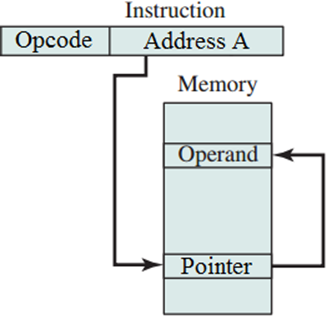 Instruction
Opcode Address A
Memory
Operand
Pointer